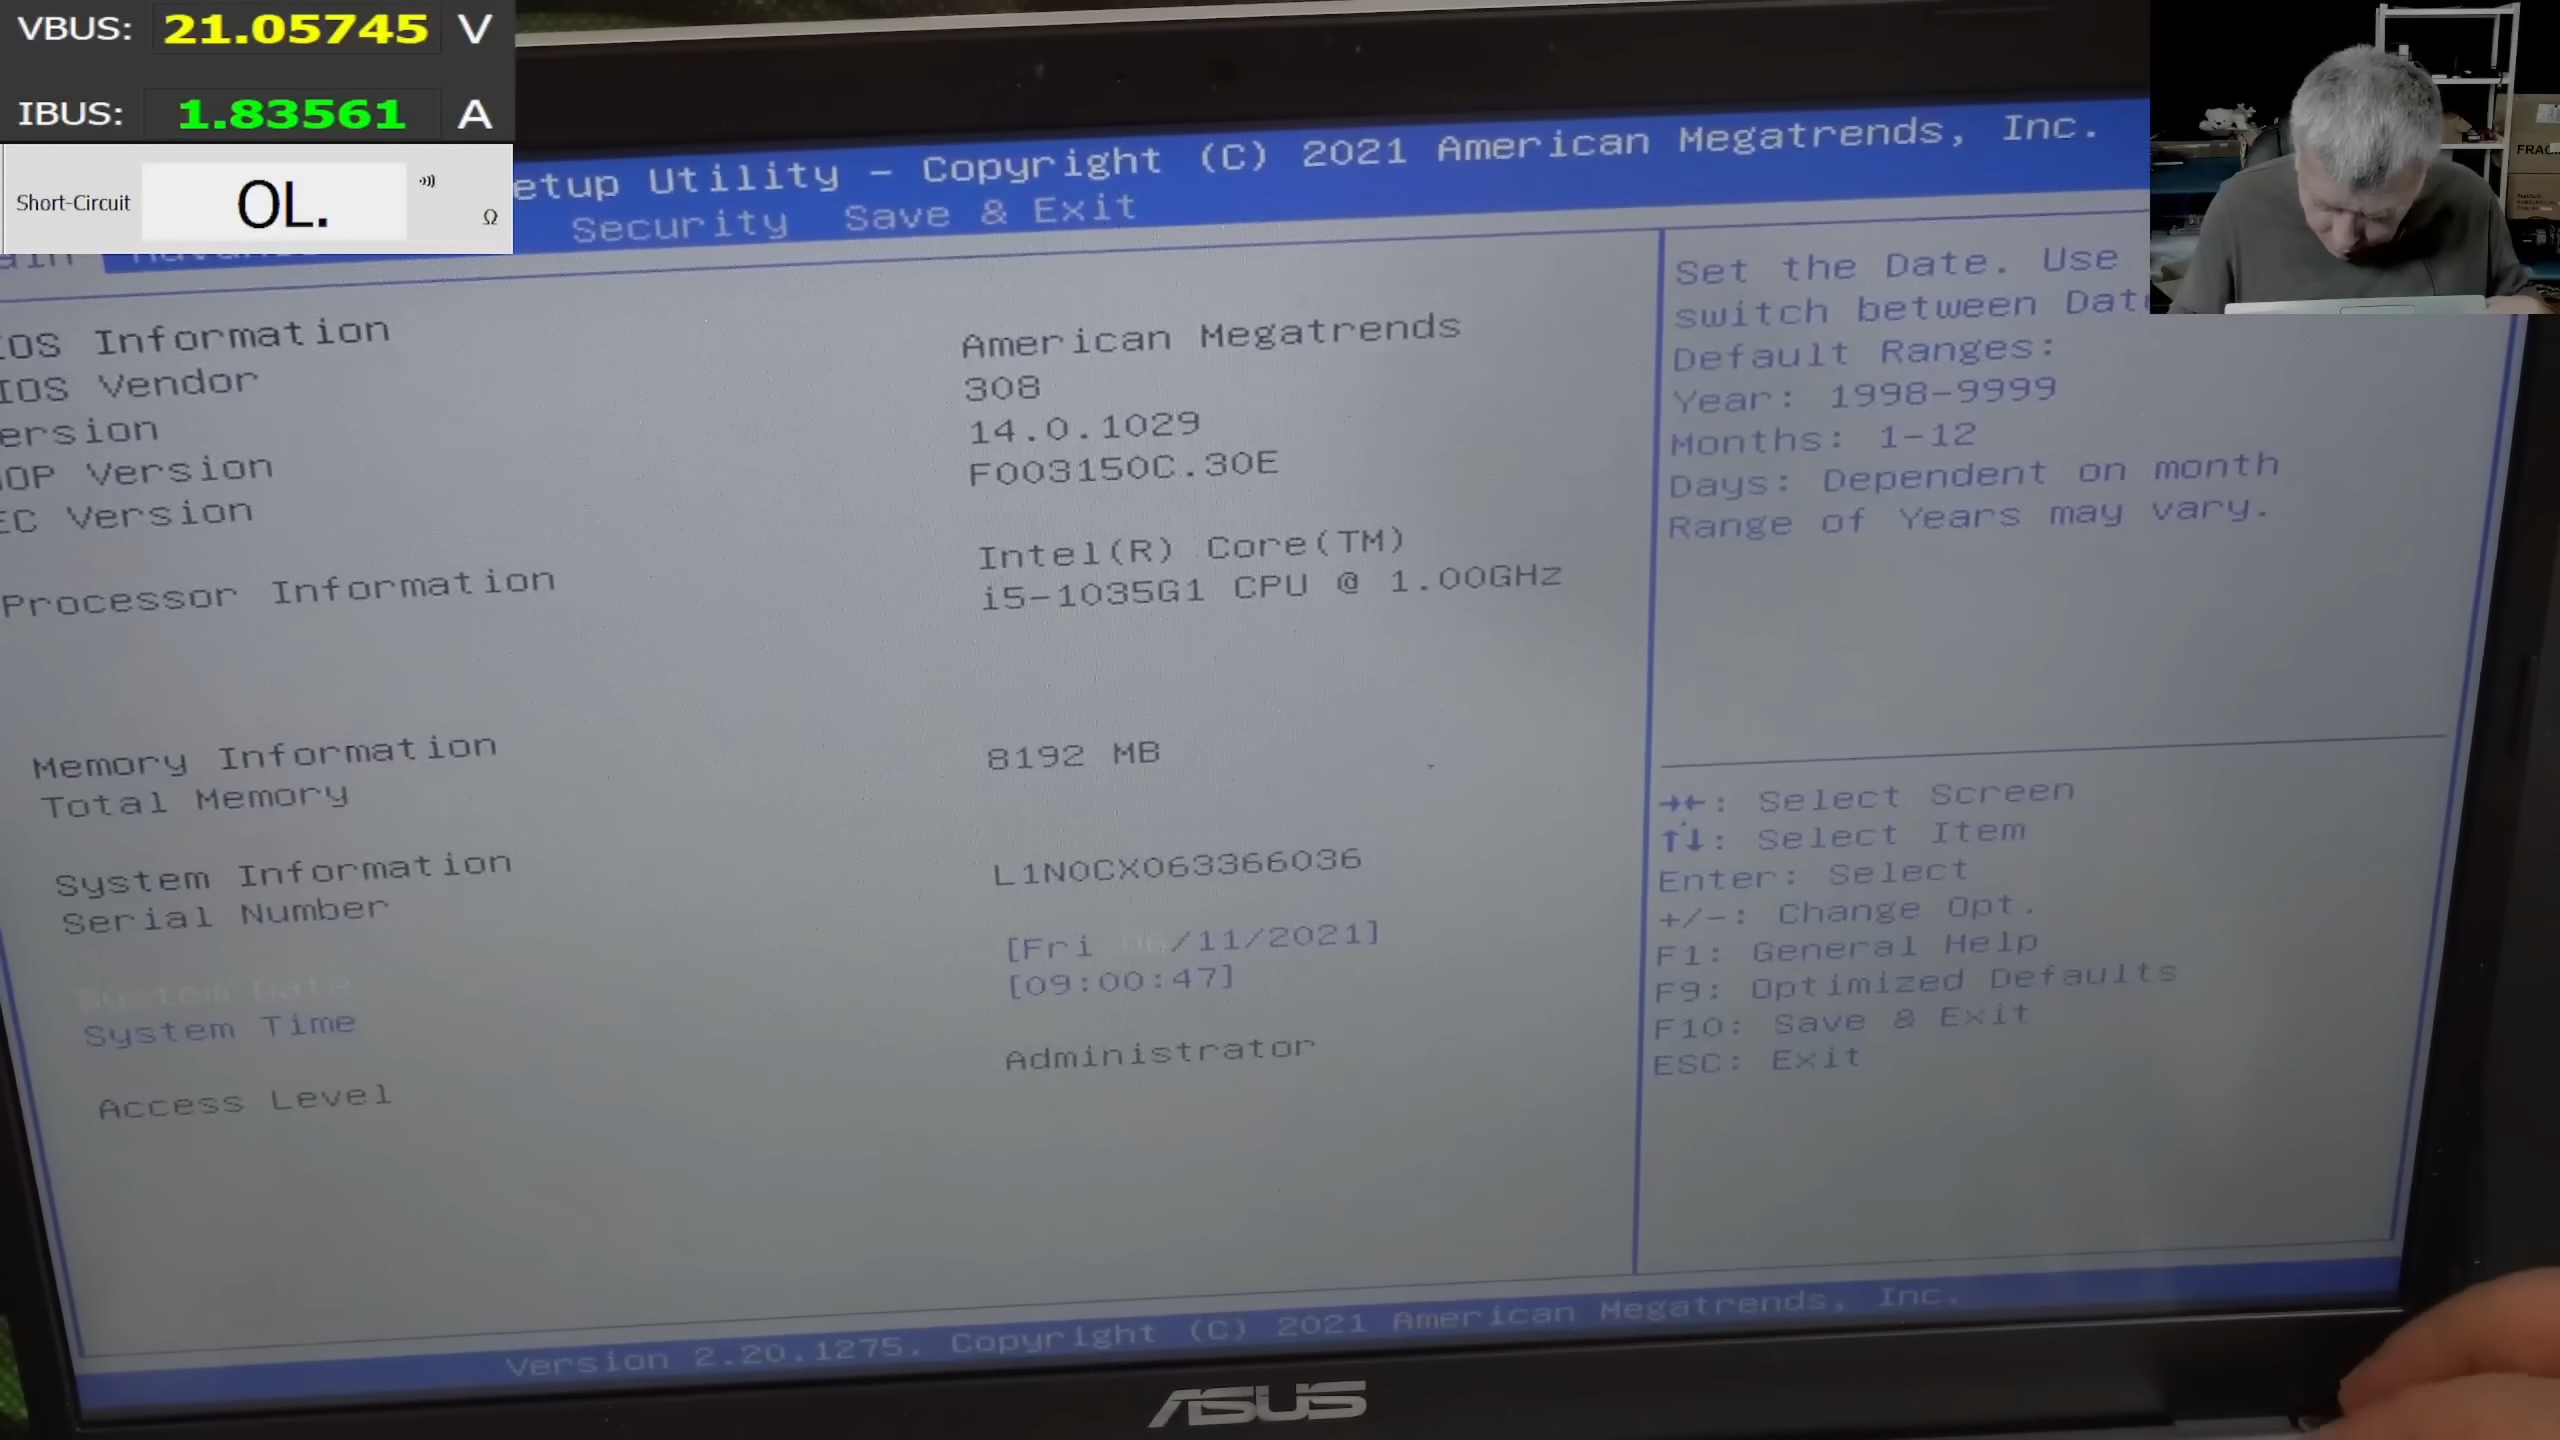 VBUS: 21.05745 V
IBUS: 1.83561 A
Short-Circuit OL. Ω
etup Utility - Copyright (C) 2021 American Megatrends, Inc.
Security Save & Exit
IOS Information
IOS Vendor American Megatrends
ersion 308
OP Version 14.0.1029
EC Version F003150C.30E
Processor Information Intel(R) Core(TM)
i5-1035G1 CPU @ 1.00GHz
Memory Information
Total Memory 8192 MB
System Information
Serial Number L1N0CX063366036
System Date [Fri 06/11/2021]
System Time [09:00:47]
Access Level Administrator
Set the Date. Use
switch between Dat
Default Ranges:
Year: 1998-9999
Months: 1-12
Days: Dependent on month
Range of Years may vary.
→←: Select Screen
↑↓: Select Item
Enter: Select
+/-: Change Opt.
F1: General Help
F9: Optimized Defaults
F10: Save & Exit
ESC: Exit
Version 2.20.1275. Copyright (C) 2021 American Megatrends, Inc.
ASUS
FRAG